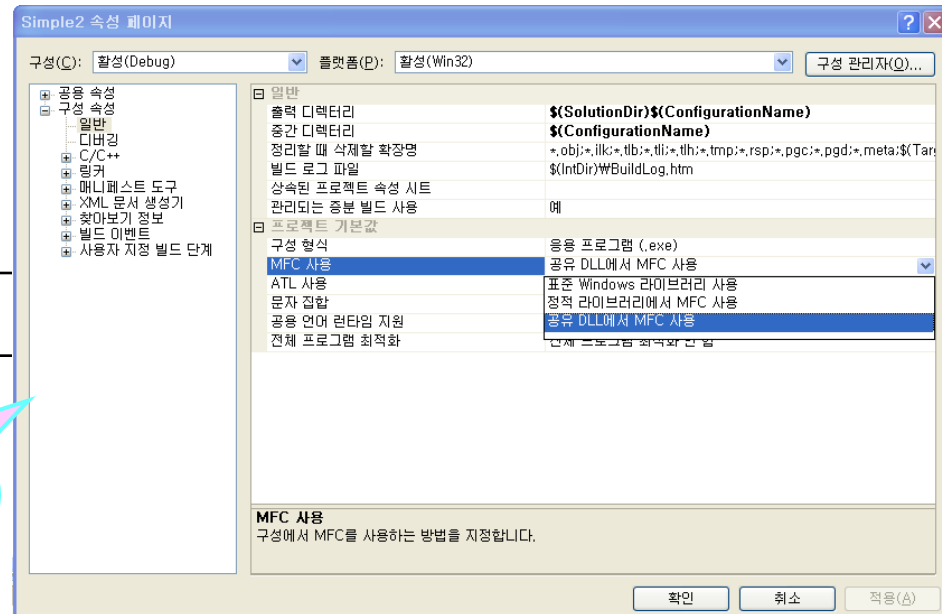 Simple2 속성 페이지
구성(C): 활성(Debug) 플랫폼(P): 활성(Win32) 구성 관리자(O)...
공용 속성
구성 속성
일반
디버깅
C/C++
링커
매니페스트 도구
XML 문서 생성기
찾아보기 정보
빌드 이벤트
사용자 지정 빌드 단계
일반
출력 디렉터리 $(SolutionDir)$(ConfigurationName)
중간 디렉터리 $(ConfigurationName)
정리할 때 삭제할 확장명 *.obj;*.ilk;*.tlb;*.tli;*.tlh;*.tmp;*.rsp;*.pgc;*.pgd;*.meta;$(Tar
빌드 로그 파일 $(IntDir)₩BuildLog.htm
상속된 프로젝트 속성 시트
관리되는 증분 빌드 사용 예
프로젝트 기본값
구성 형식 응용 프로그램 (.exe)
MFC 사용 공유 DLL에서 MFC 사용
ATL 사용 표준 Windows 라이브러리 사용
문자 집합 정적 라이브러리에서 MFC 사용
공용 언어 런타임 지원 공유 DLL에서 MFC 사용
전체 프로그램 최적화
MFC 사용
구성에서 MFC를 사용하는 방법을 지정합니다.
확인 취소 적용(A)